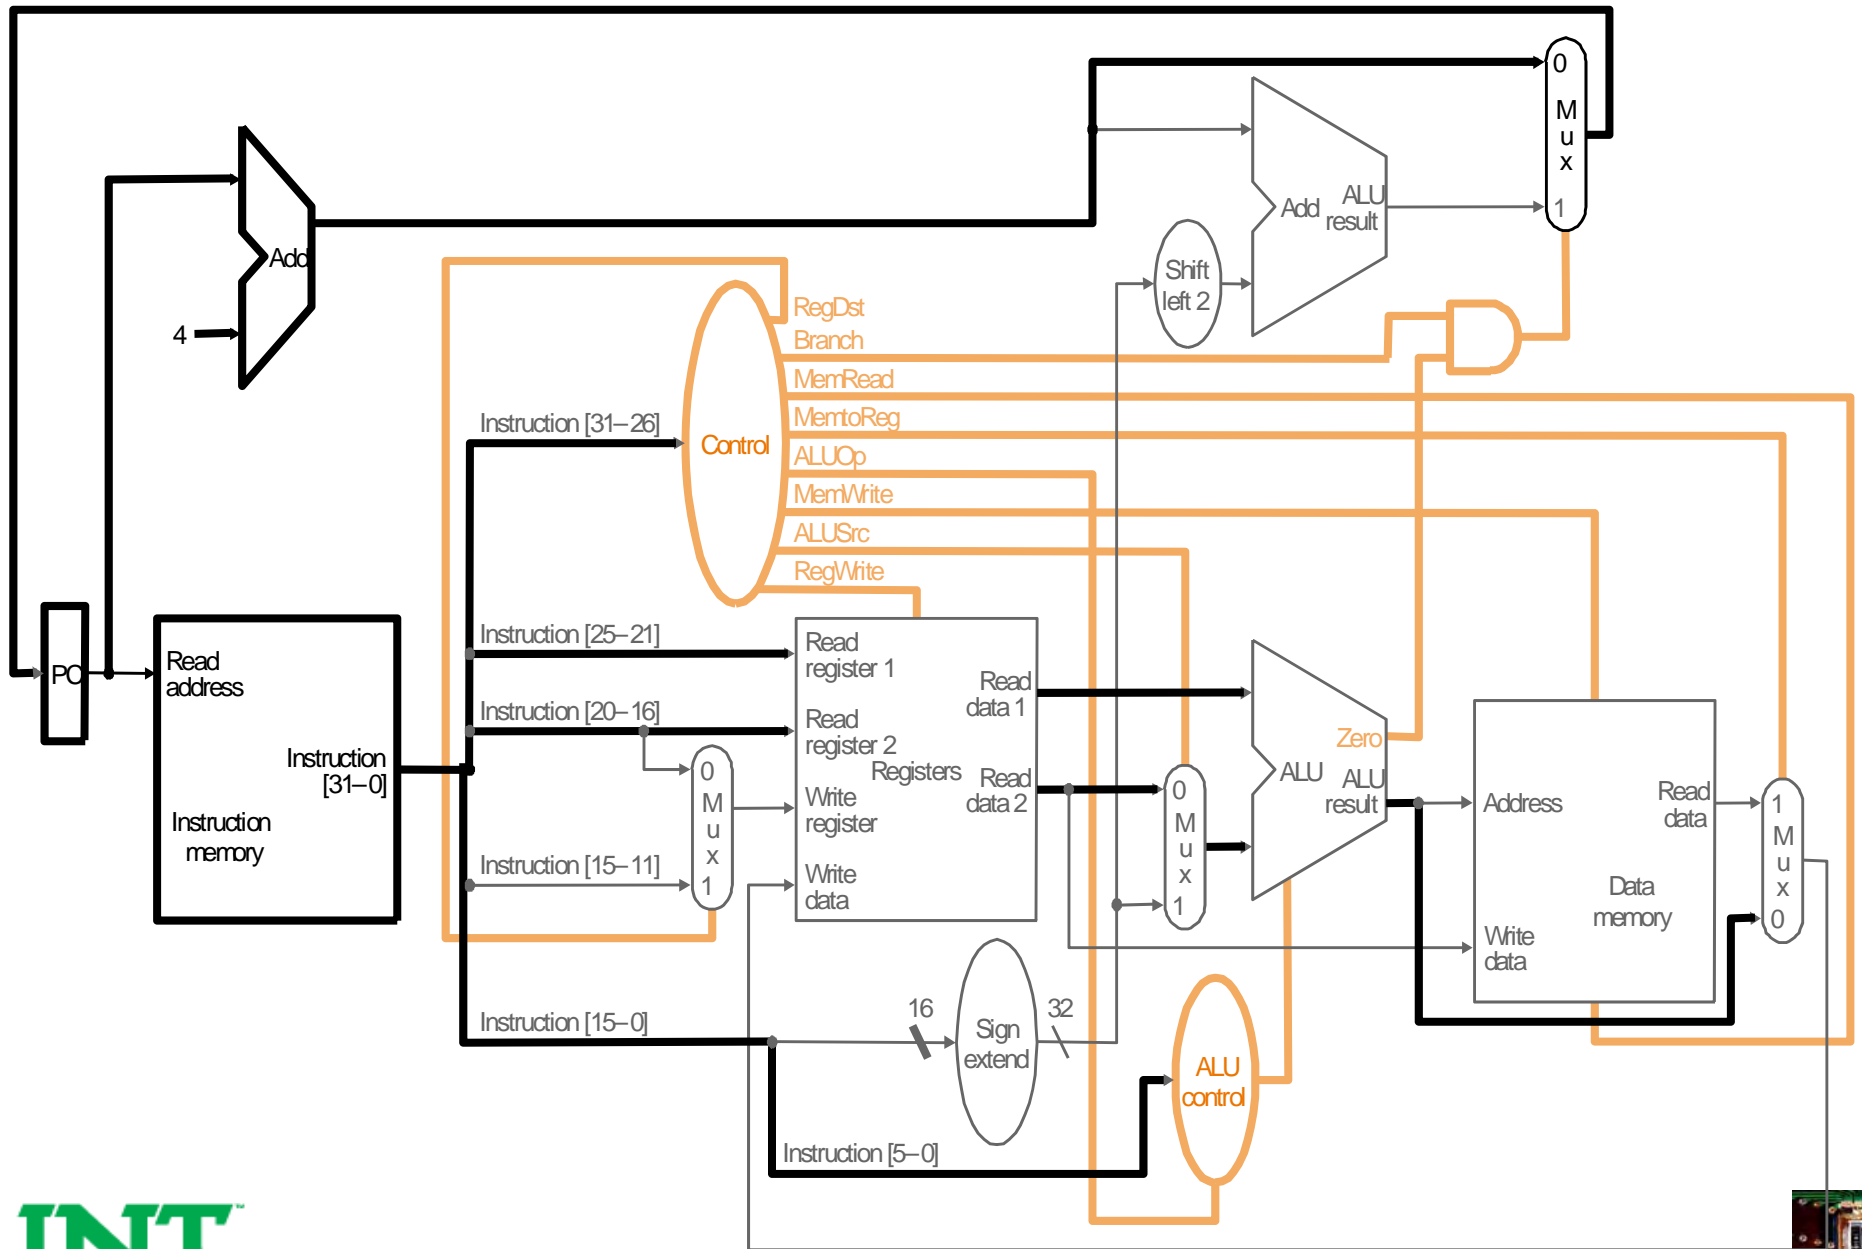 0
M
u
x
1
Add
ALU
result
Add
4
Shift
left 2
RegDst
Branch
MemRead
MemtoReg
ALUOp
MemWrite
ALUSrc
RegWrite
Control
Instruction [31–26]
Instruction [25–21]
Instruction [20–16]
Instruction [15–11]
Instruction [15–0]
Instruction [5–0]
PC
Read
address
Instruction
[31–0]
Instruction
memory
0
M
u
x
1
Read
register 1
Read
register 2
Registers
Write
register
Write
data
Read
data 1
Read
data 2
0
M
u
x
1
Zero
ALU
ALU
result
Address
Read
data
Data
memory
Write
data
1
M
u
x
0
16
Sign
extend
32
ALU
control